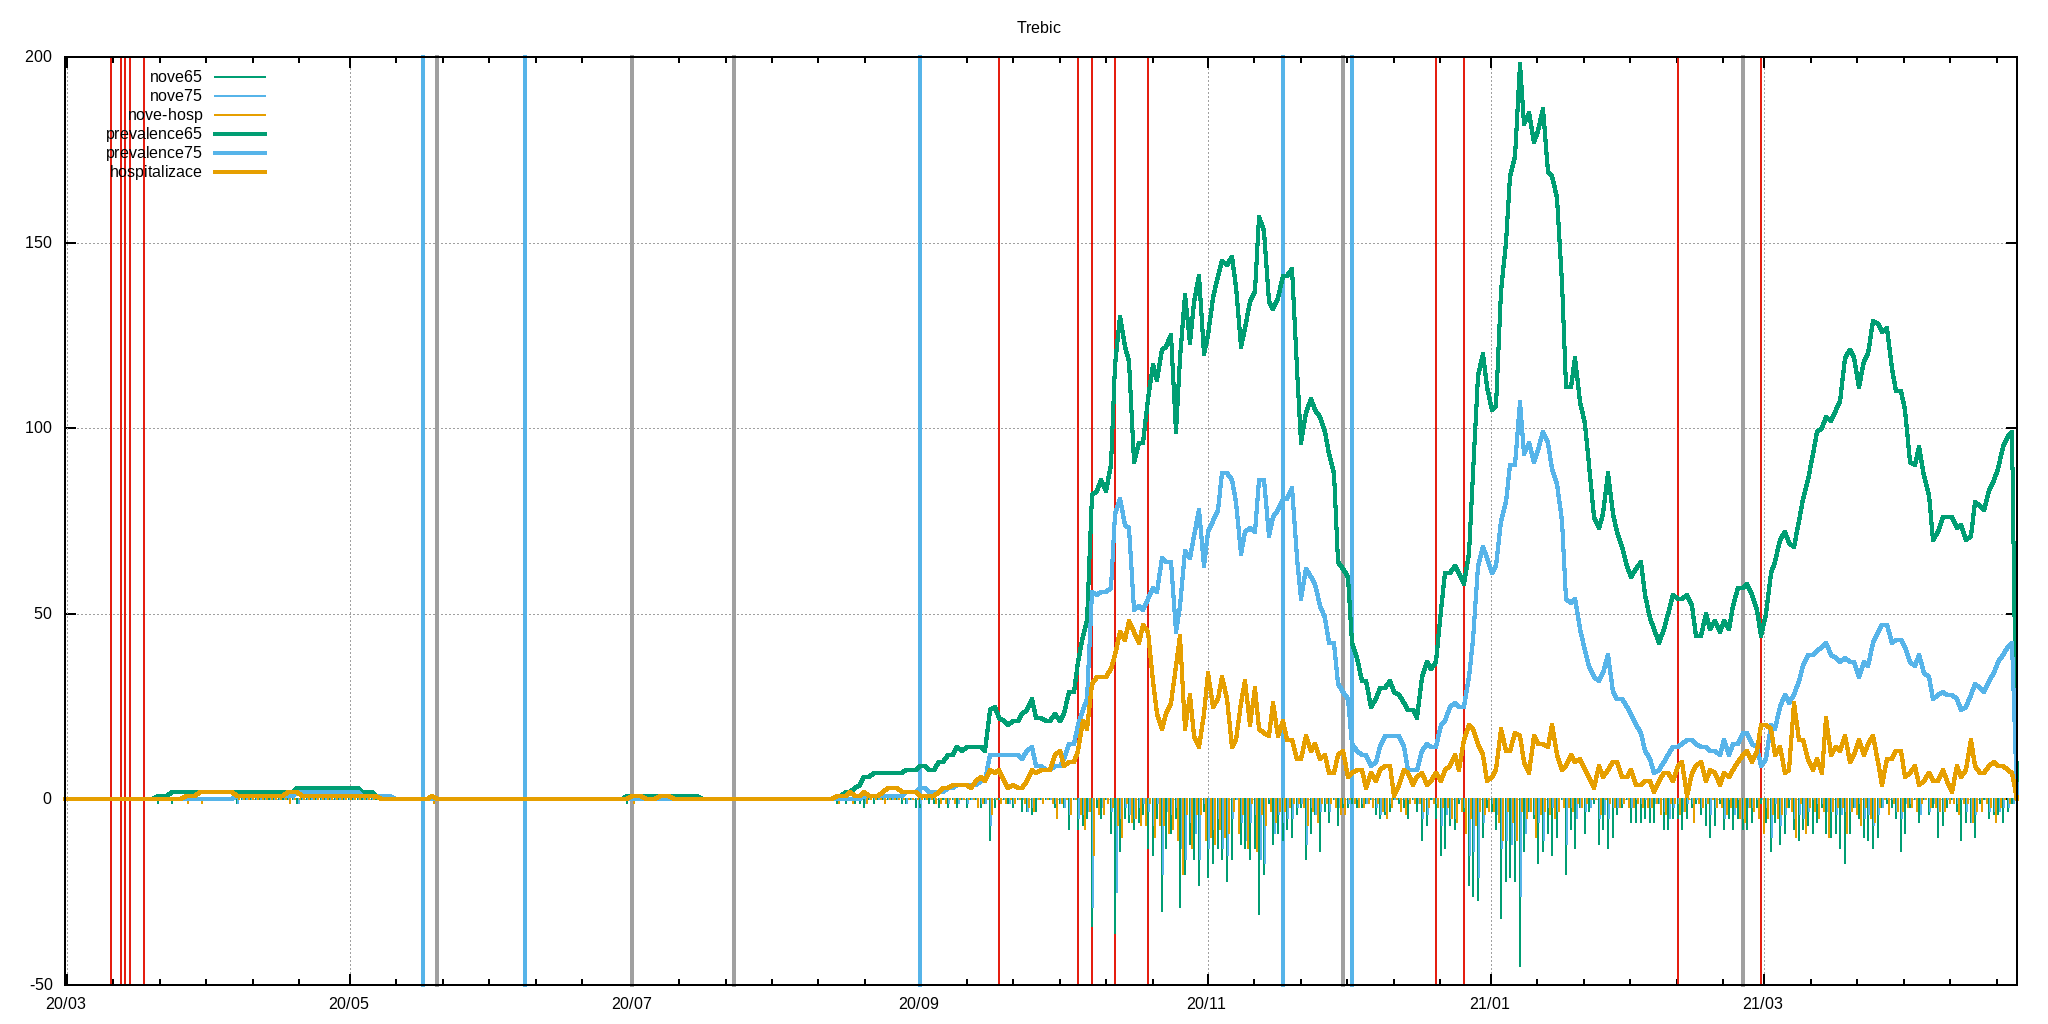 Trebic
200
nove65
nove75
nove-hosp
prevalence65
prevalence75
hospitalizace
150
100
50
0
-50
20/03 20/05 20/07 20/09 20/11 21/01 21/03